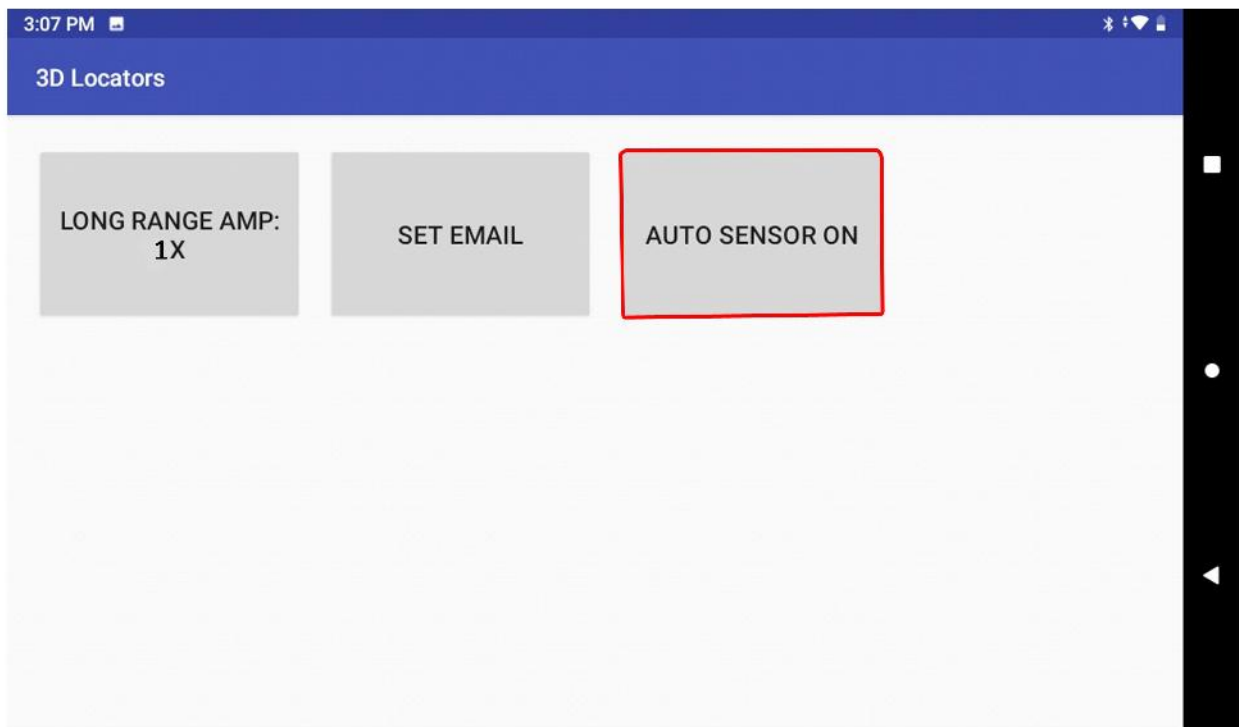 3:07 PM
3D Locators
LONG RANGE AMP:
1X
SET EMAIL
AUTO SENSOR ON